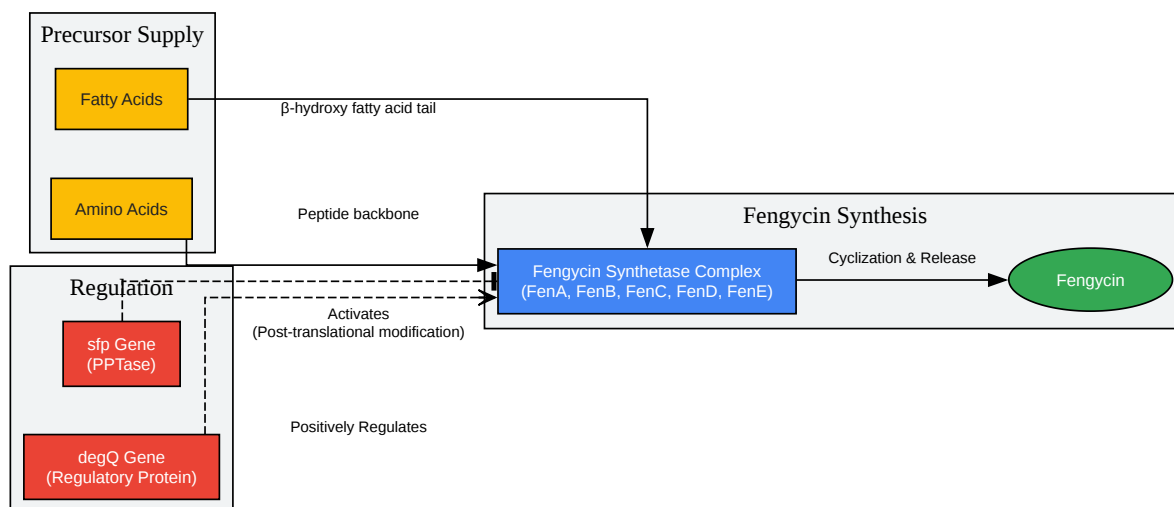 Precursor Supply
Fatty Acids
β-hydroxy fatty acid tail
Amino Acids
Peptide backbone
Fengycin Synthesis
Fengycin Synthetase Complex
(FenA, FenB, FenC, FenD, FenE)
Cyclization & Release
Fengycin
Regulation
Activates
(Post-translational modification)
sfp Gene
(PPTase)
Positively Regulates
degQ Gene
(Regulatory Protein)